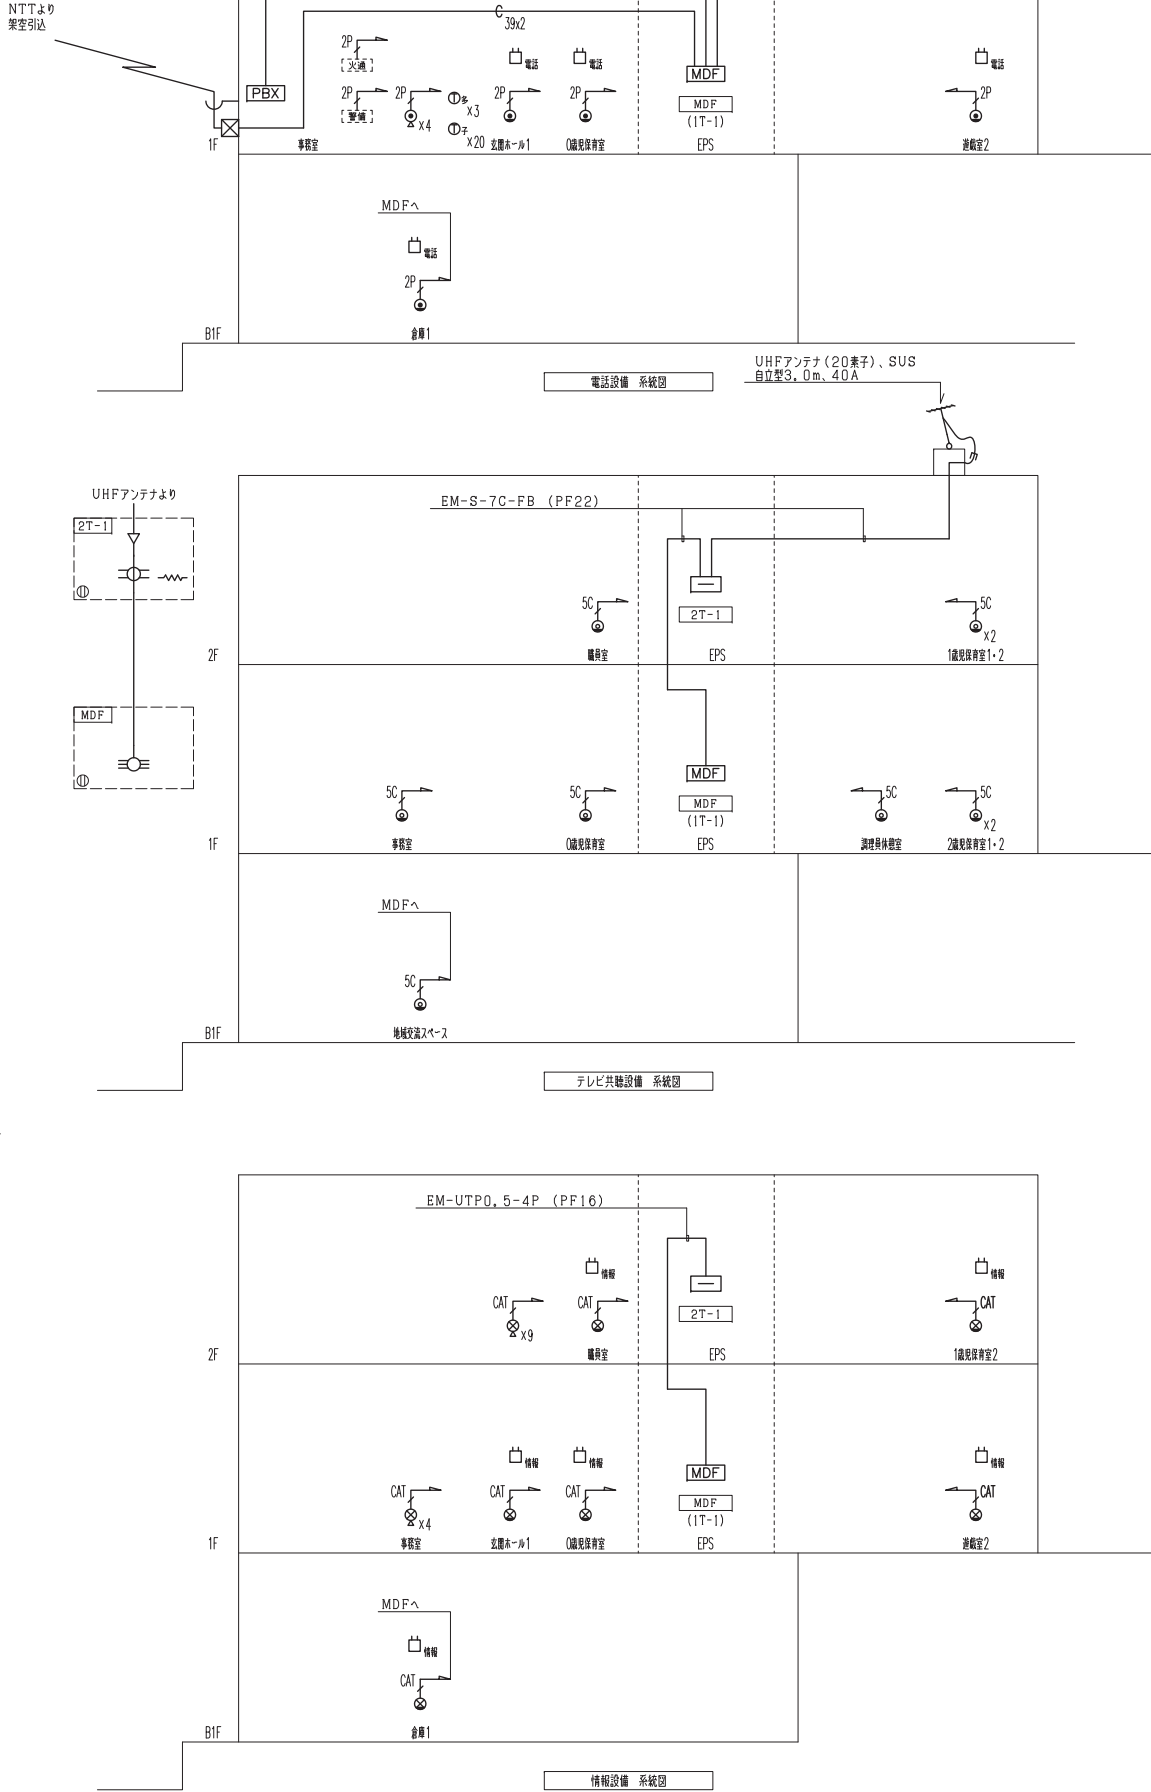 NTTより
架空引込
39x2
2P
火通
電話
電話
MDF
電話
PBX
2P
警備
2P
x4
多
x3
子
x20
2P
2P
MDF
(1T-1)
2P
1F
事務室
玄関ホール1
0歳児保育室
EPS
遊戯室2
MDFへ
電話
2P
B1F
倉庫1
電話設備 系統図
UHFアンテナ(20素子)、SUS
自立型3.0m、40A
UHFアンテナより
2T-1
EM-S-7C-FB (PF22)
5C
2T-1
5C
x2
2F
職員室
EPS
1歳児保育室1・2
MDF
MDF
5C
5C
MDF
(1T-1)
5C
5C
x2
1F
事務室
0歳児保育室
EPS
調理員休憩室
2歳児保育室1・2
MDFへ
5C
B1F
地域交流スペース
テレビ共聴設備 系統図
EM-UTP0.5-4P (PF16)
情報
情報
CAT
x9
CAT
2T-1
CAT
2F
職員室
EPS
1歳児保育室2
情報
情報
MDF
情報
CAT
x4
CAT
CAT
MDF
(1T-1)
CAT
1F
事務室
玄関ホール1
0歳児保育室
EPS
遊戯室2
MDFへ
情報
CAT
B1F
倉庫1
情報設備 系統図